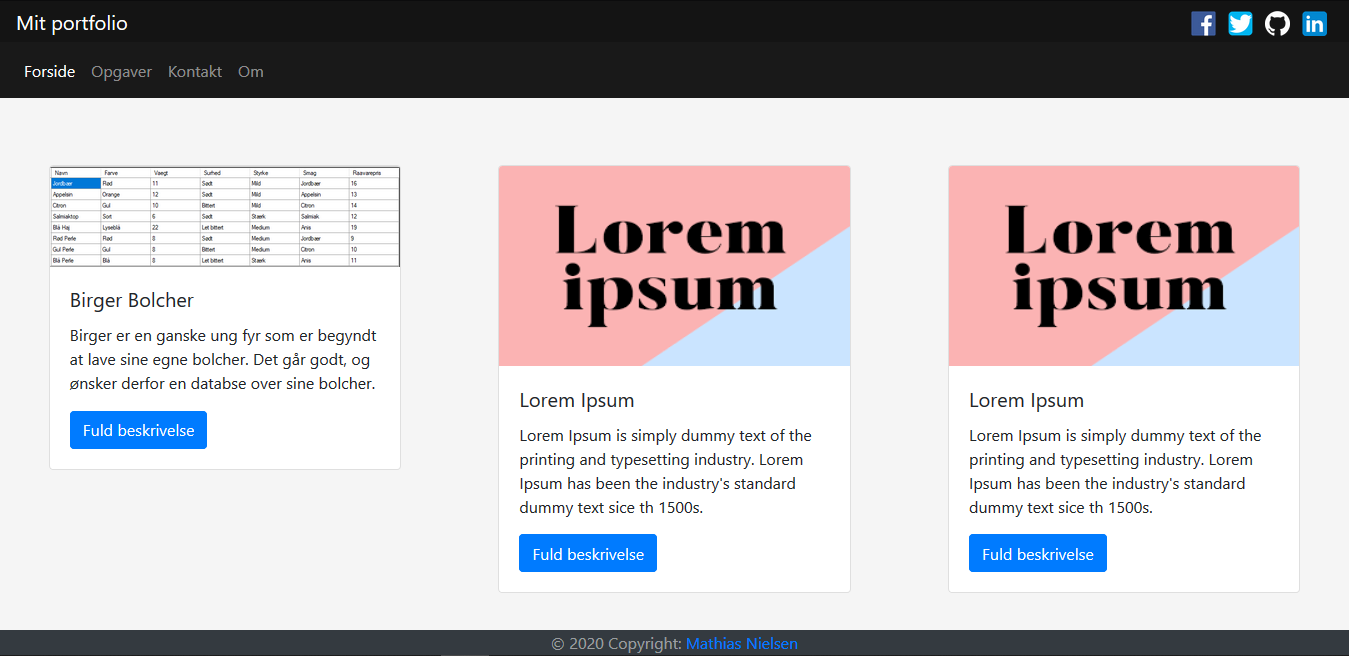 Mit portfolio
Forside Opgaver Kontakt Om
Navn Farve Vaegt Surhed Styrke Smag Raavarepris
Jordbær Rød 11 Sødt Mild Jordbær 16
Appelsin Orange 12 Sødt Mild Appelsin 13
Citron Gul 10 Bittert Mild Citron 14
Salmiaktop Sort 6 Sødt Stærk Salmiak 12
Blå Haj Lyseblå 22 Let bittert Medium Anis 19
Rød Perle Rød 8 Sødt Medium Jordbær 9
Gul Perle Gul 8 Bittert Medium Citron 10
Blå Perle Blå 8 Let bittert Stærk Anis 11
Birger Bolcher
Birger er en ganske ung fyr som er begyndt
at lave sine egne bolcher. Det går godt, og
ønsker derfor en databse over sine bolcher.
Fuld beskrivelse
Lorem
ipsum
Lorem Ipsum
Lorem Ipsum is simply dummy text of the
printing and typesetting industry. Lorem
Ipsum has been the industry's standard
dummy text sice th 1500s.
Fuld beskrivelse
Lorem
ipsum
Lorem Ipsum
Lorem Ipsum is simply dummy text of the
printing and typesetting industry. Lorem
Ipsum has been the industry's standard
dummy text sice th 1500s.
Fuld beskrivelse
© 2020 Copyright: Mathias Nielsen